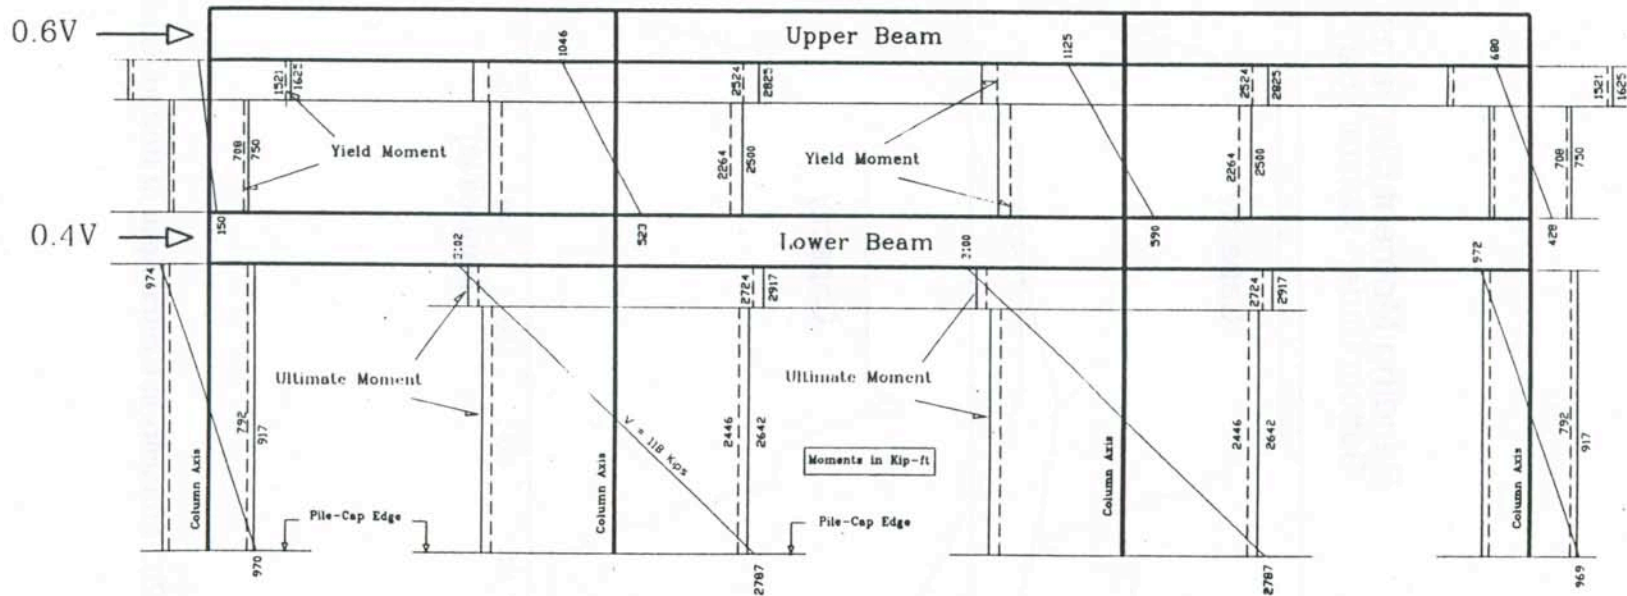 0.6V
Upper Beam
1046
1125
680
1521
1625
2524
2825
2524
2825
1521
1625
Yield Moment
708
750
2264
2500
Yield Moment
2264
2500
708
750
0.4V
150
523
Lower Beam
590
428
974
972
2724
2917
2724
2917
Ultimate Moment
Ultimate Moment
792
917
V = 118 Kips
2446
2642
Moments in Kip-ft
2446
2642
792
917
Column Axis
Column Axis
Column Axis
Column Axis
Pile-Cap Edge
Pile-Cap Edge
970
2787
2787
969